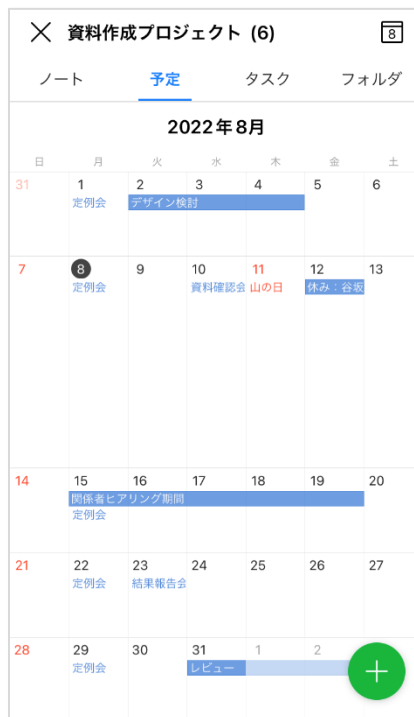 資料作成プロジェクト (6)
8
ノート 予定 タスク フォルダ
2022年8月
日 月 火 水 木 金 土
31 1 2 3 4 5 6
定例会 デザイン検討
7 8 9 10 11 12 13
定例会 資料確認会 山の日 休み：谷坂
14 15 16 17 18 19 20
関係者ヒアリング期間
定例会
21 22 23 24 25 26 27
定例会 結果報告会
28 29 30 31 1 2
定例会 レビュー